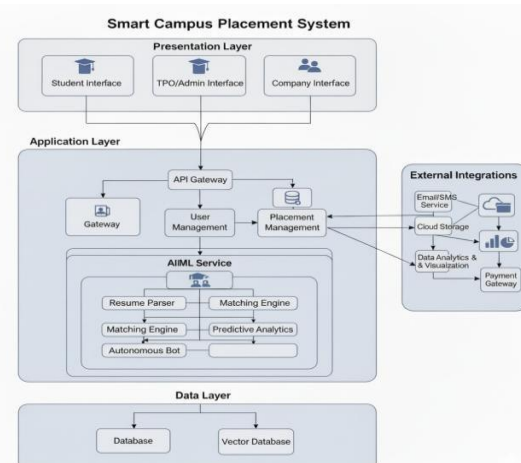 Smart Campus Placement System
Presentation Layer
Student Interface
TPO/Admin Interface
Company Interface
Application Layer
API Gateway
Gateway
User
Management
Placement
Management
AIIML Service
Resume Parser
Matching Engine
Matching Engine
Predictive Analytics
Autonomous Bot
External Integrations
Email/SMS
Service
Cloud Storage
Data Analytics &
& Visualization
Payment
Gateway
Data Layer
Database
Vector Database